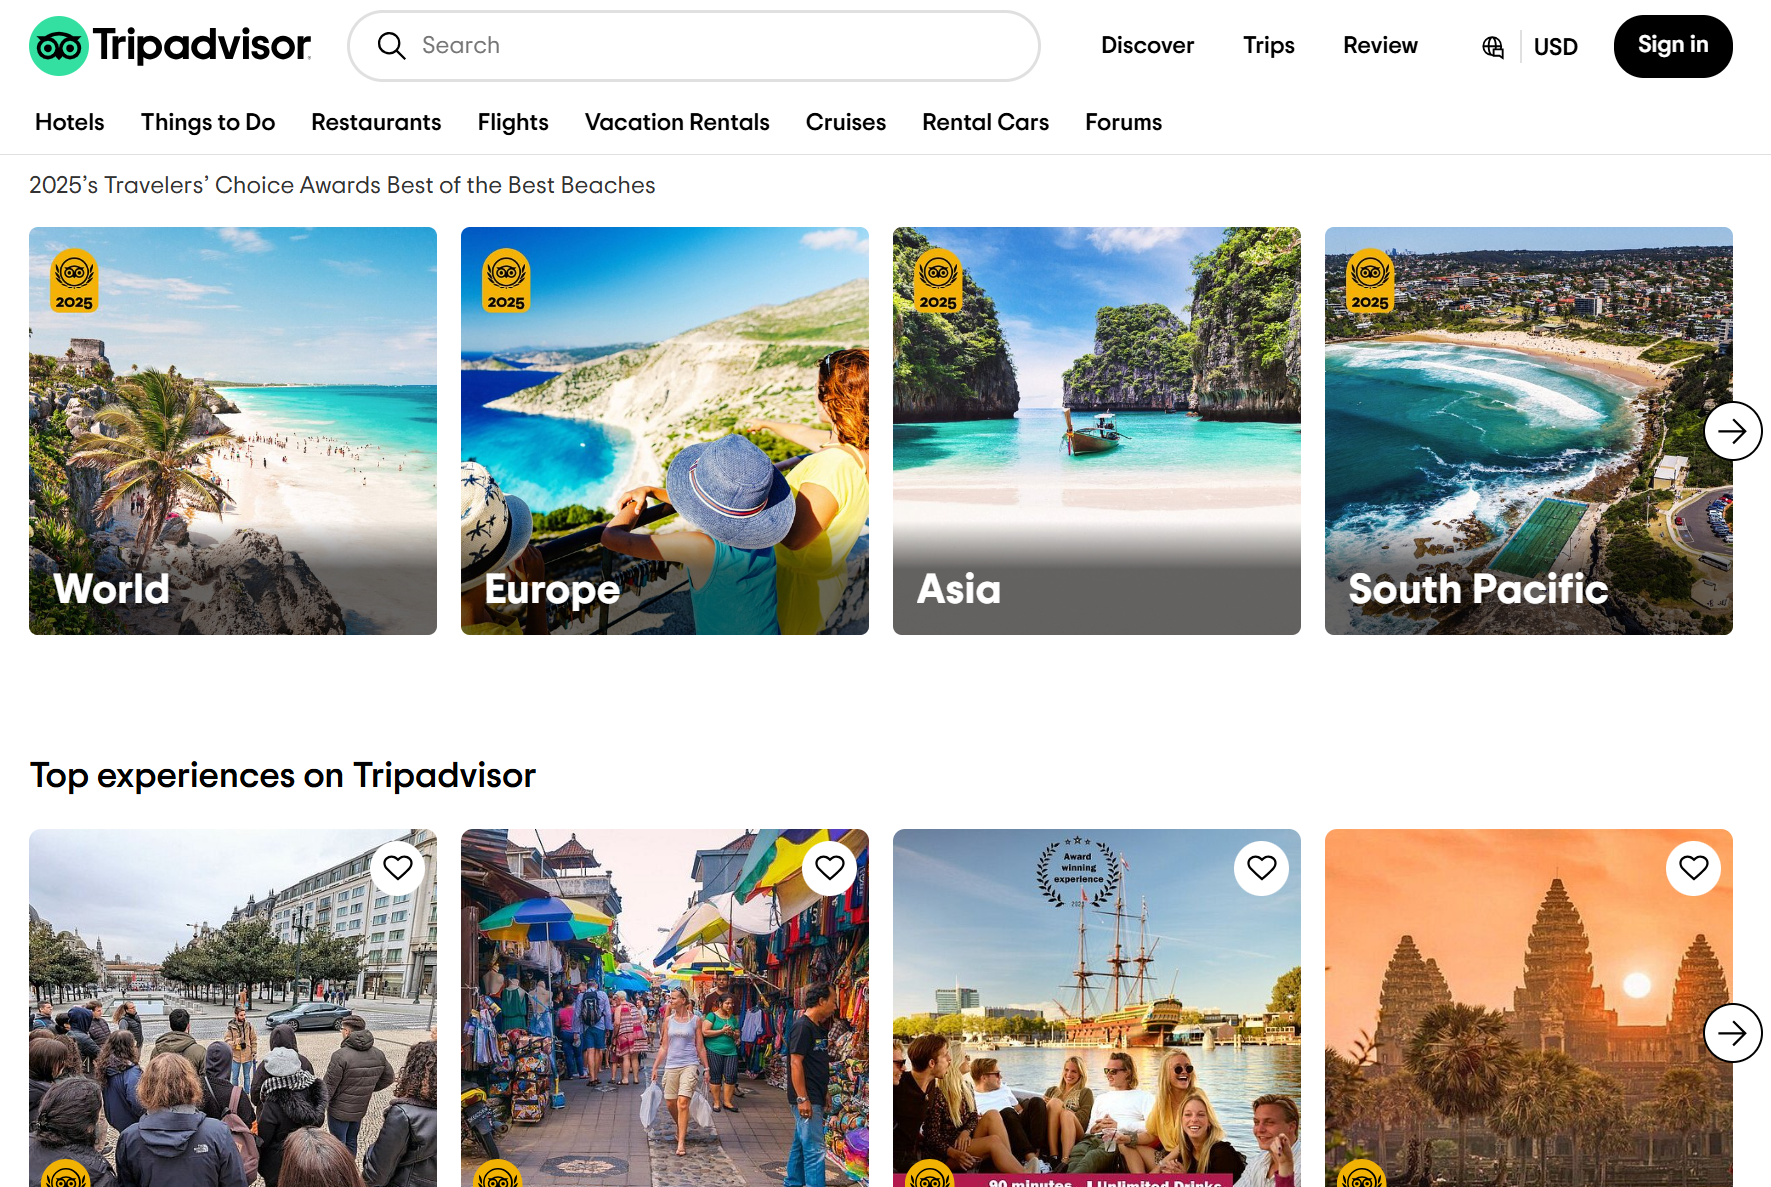 Tripadvisor
Search
Discover
Trips
Review
USD
Sign in
Hotels
Things to Do
Restaurants
Flights
Vacation Rentals
Cruises
Rental Cars
Forums
2025’s Travelers’ Choice Awards Best of the Best Beaches
2025
World
2025
Europe
2025
Asia
2025
South Pacific
Top experiences on Tripadvisor
Award
winning
experience
90 minutes
Unlimited Drinks